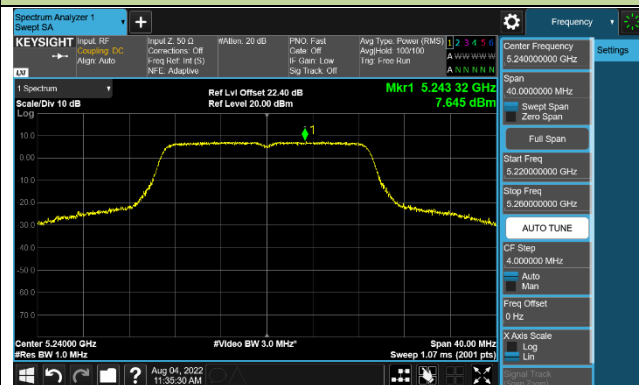 Spectrum Analyzer 1
Swept SA
Frequency
KEYSIGHT Input: RF Input Z: 50 Ω #Atten: 20 dB PNO: Fast Avg Type: Power (RMS) 1 2 3 4 5 6
Coupling: DC Corrections: Off Gate: Off Avg|Hold: 100/100 A W W W W W
Align: Auto Freq Ref: Int (S) IF Gain: Low Trig: Free Run
NFE: Adaptive Sig Track: Off A N N N N N
LXI
1 Spectrum
Scale/Div 10 dB
Log
Ref Lvl Offset 22.40 dB
Ref Level 20.00 dBm
Mkr1 5.243 32 GHz
7.645 dBm
1
10.0
0.00
-10.0
-20.0
-30.0
-40.0
-50.0
-60.0
-70.0
Center 5.24000 GHz #Video BW 3.0 MHz* Span 40.00 MHz
#Res BW 1.0 MHz Sweep 1.07 ms (2001 pts)
Center Frequency
5.240000000 GHz
Settings
Span
40.0000000 MHz
Swept Span
Zero Span
Full Span
Start Freq
5.220000000 GHz
Stop Freq
5.260000000 GHz
AUTO TUNE
CF Step
4.000000 MHz
Auto
Man
Freq Offset
0 Hz
X Axis Scale
Log
Lin
Signal Track
(Span Zoom)
?
Aug 04, 2022
11:35:30 AM